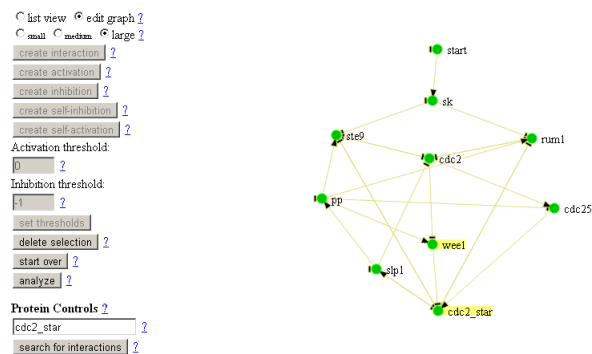 list view edit graph ?
small medium large ?
create interaction ?
create activation ?
create inhibition ?
create self-inhibition ?
create self-activation ?
Activation threshold:
0 ?
Inhibition threshold:
-1 ?
set thresholds
delete selection ?
start over ?
analyze ?
Protein Controls ?
cdc2_star ?
search for interactions ?
start
sk
ste9
rum1
cdc2
pp
cdc25
wee1
slp1
cdc2_star